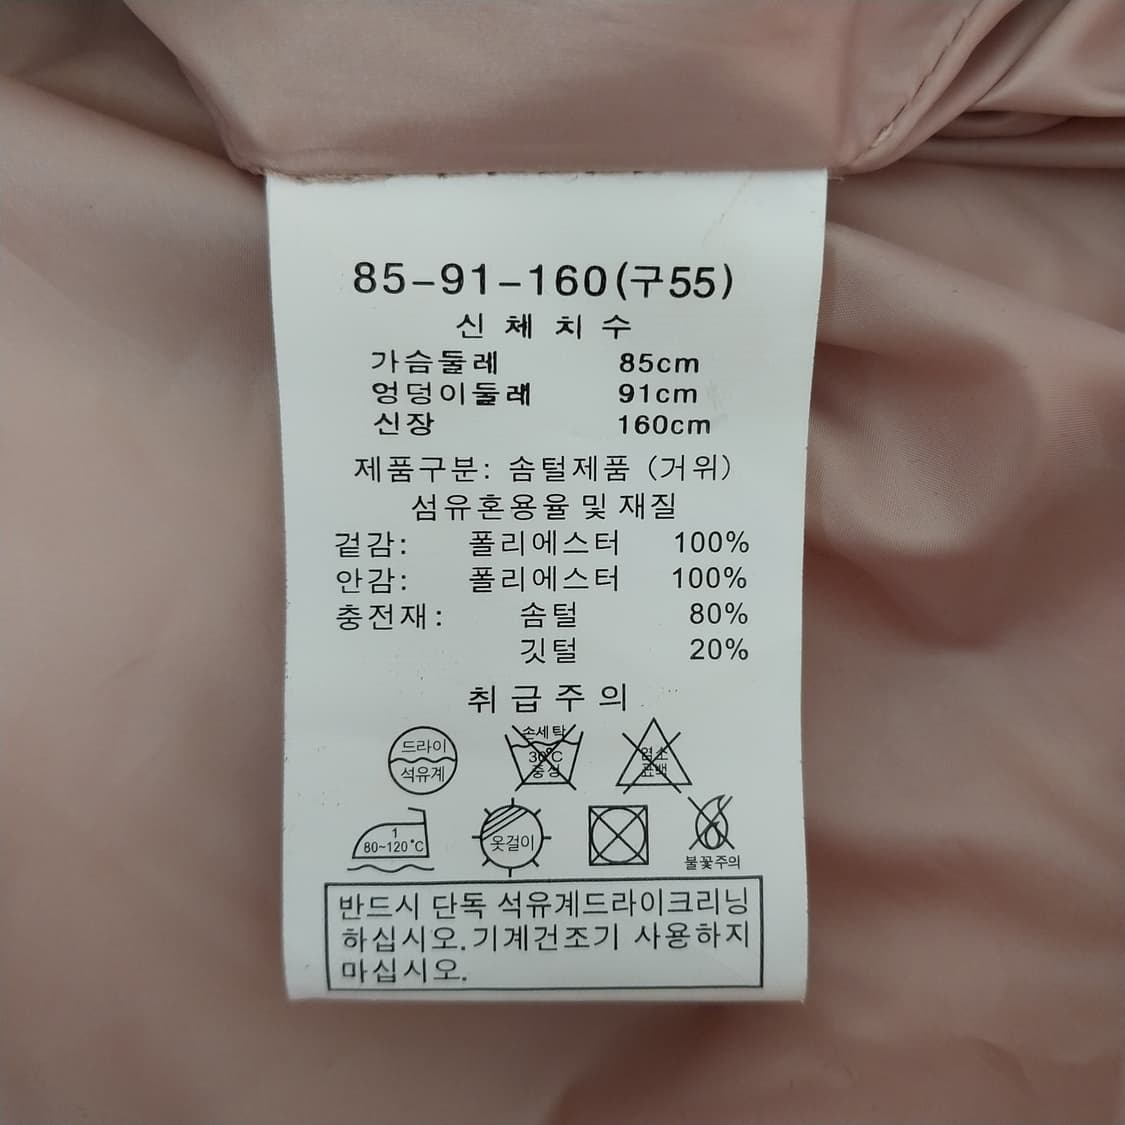 85-91-160(구55)
신체치수
가슴둘레 85cm
엉덩이둘레 91cm
신장 160cm
제품구분: 솜털제품 (거위)
섬유혼용율 및 재질
겉감: 폴리에스터 100%
안감: 폴리에스터 100%
충전재: 솜털 80%
깃털 20%
취급주의
드라이
석유계
손세탁
30℃
중성
염소
표백
1
80~120℃
옷걸이
불꽃주의
반드시 단독 석유계드라이크리닝
하십시오.기계건조기 사용하지
마십시오.